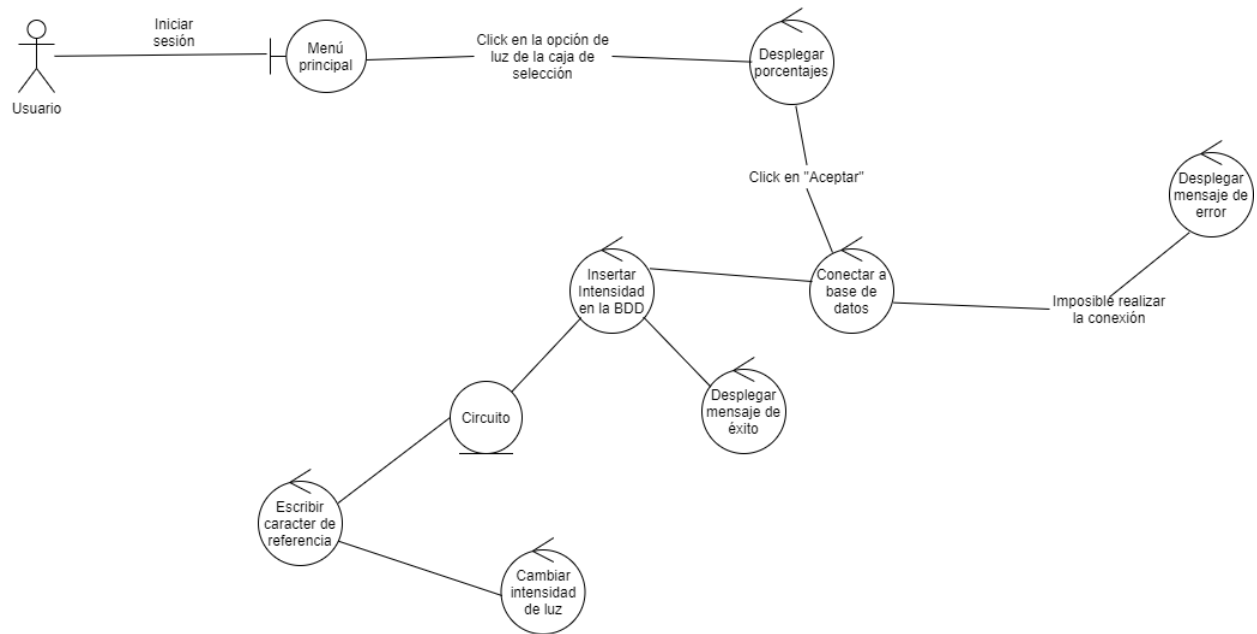 Iniciar
sesión
Usuario
Menú
principal
Click en la opción de
luz de la caja de
selección
Desplegar
porcentajes
Click en "Aceptar"
Desplegar
mensaje de
error
Insertar
Intensidad
en la BDD
Conectar a
base de
datos
Imposible realizar
la conexión
Circuito
Desplegar
mensaje de
éxito
Escribir
caracter de
referencia
Cambiar
intensidad
de luz